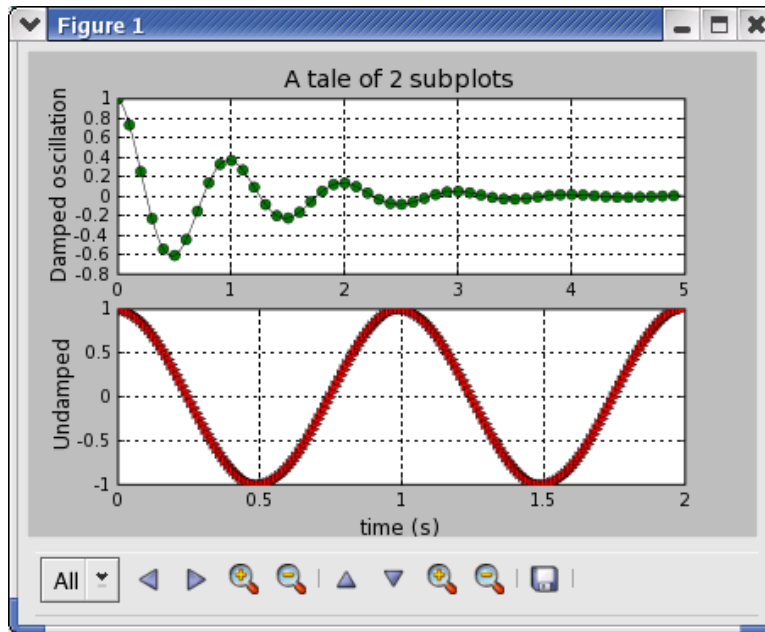 Figure 1
A tale of 2 subplots
Damped oscillation
1
0.8
0.6
0.4
0.2
0
-0.2
-0.4
-0.6
-0.8
0 1 2 3 4 5
Undamped
1
0.5
0
-0.5
-1
0 0.5 1 1.5 2
time (s)
All